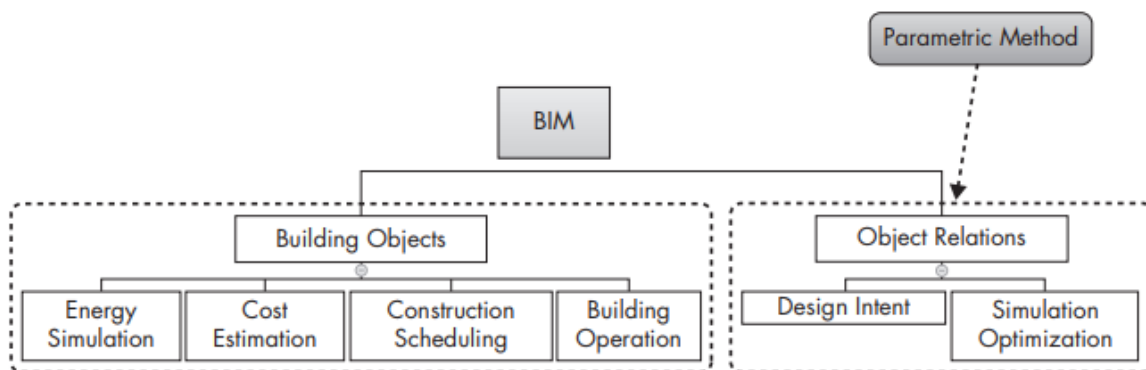 Parametric Method
BIM
Building Objects
Object Relations
Energy
Simulation
Cost
Estimation
Construction
Scheduling
Building
Operation
Design Intent
Simulation
Optimization